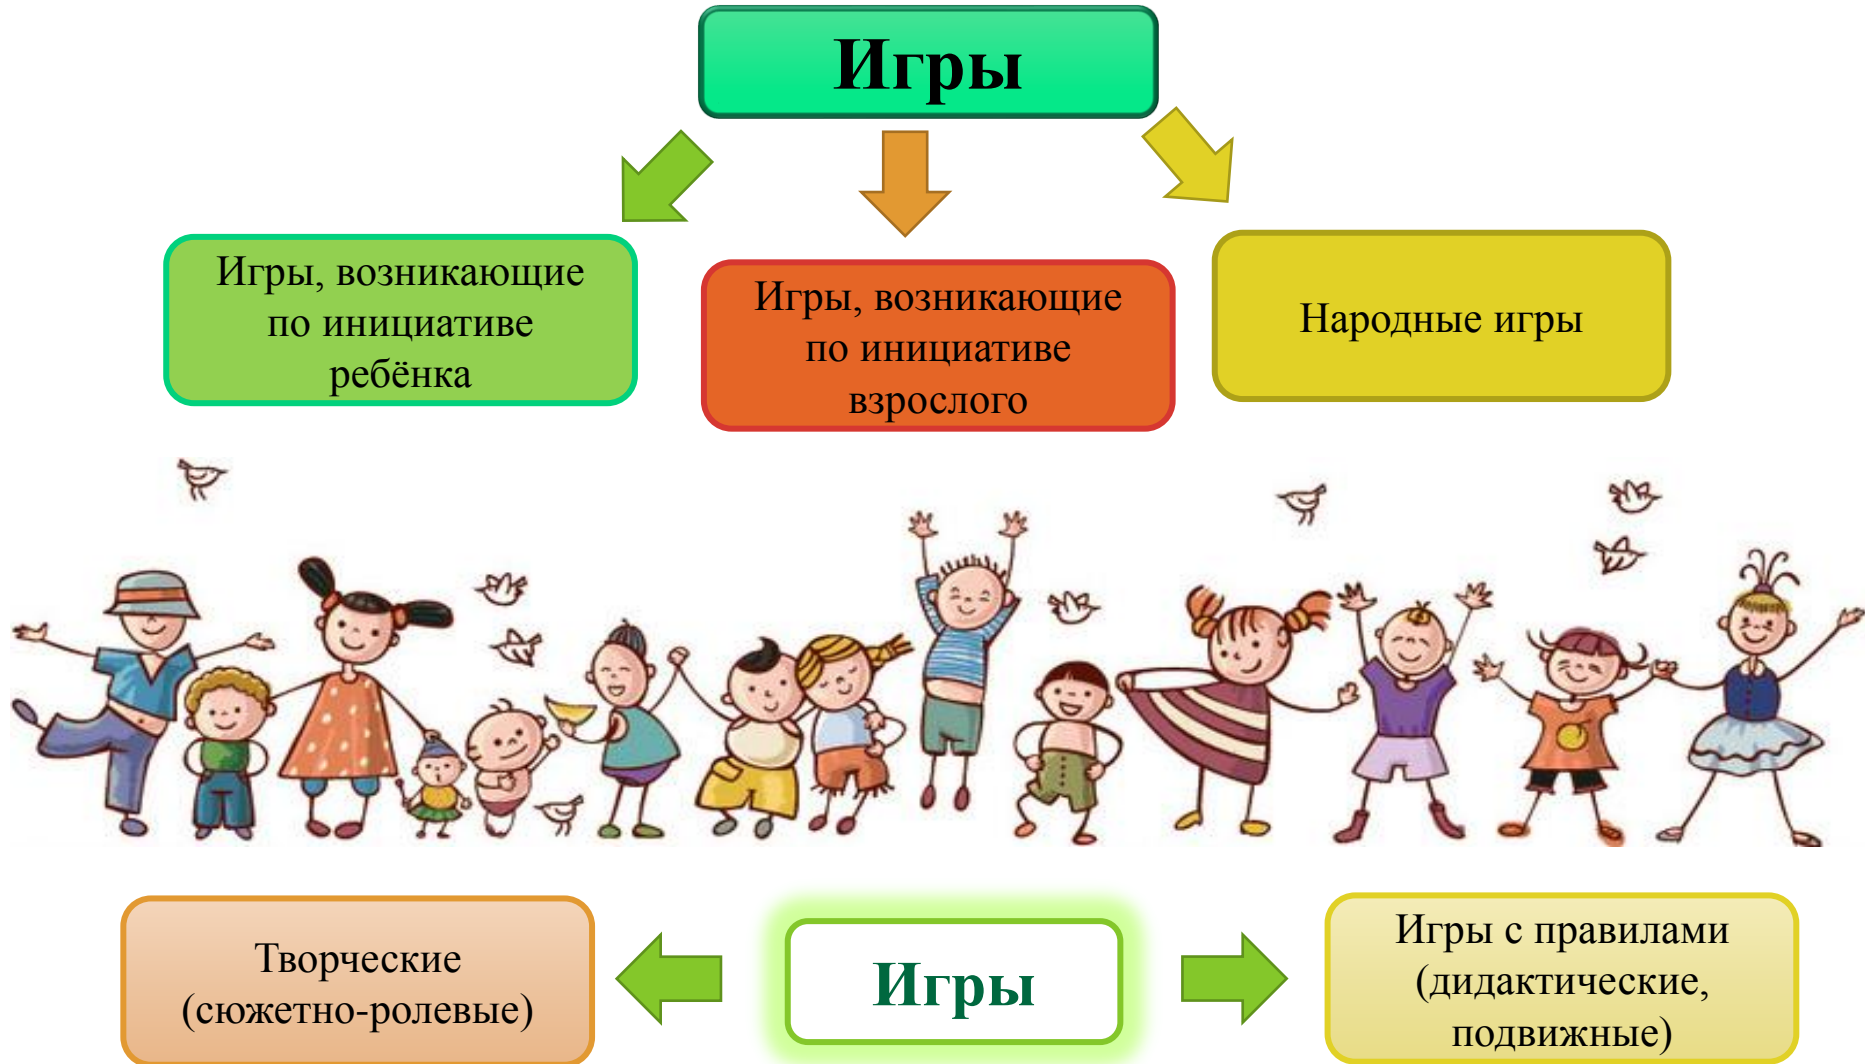 Игры
Игры, возникающие
по инициативе
ребёнка
Игры, возникающие
по инициативе
взрослого
Народные игры
Творческие
(сюжетно-ролевые)
Игры
Игры с правилами
(дидактические,
подвижные)